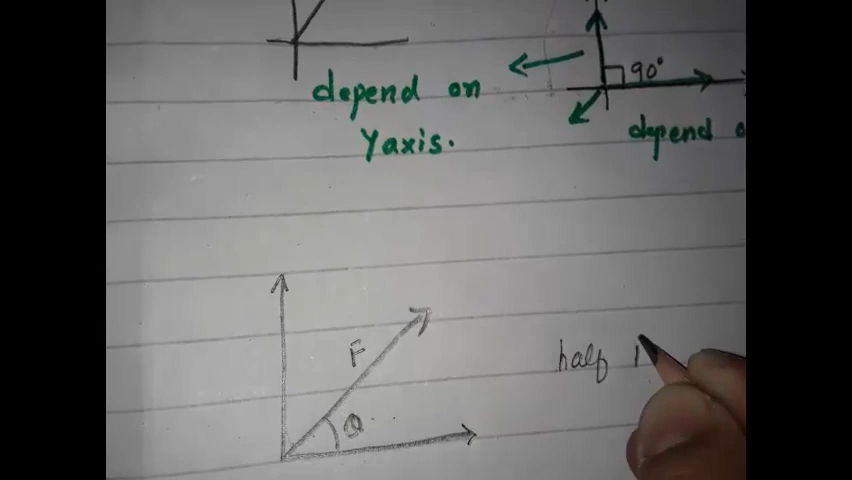 90°
depend on
Yaxis.
depend
F
θ
half